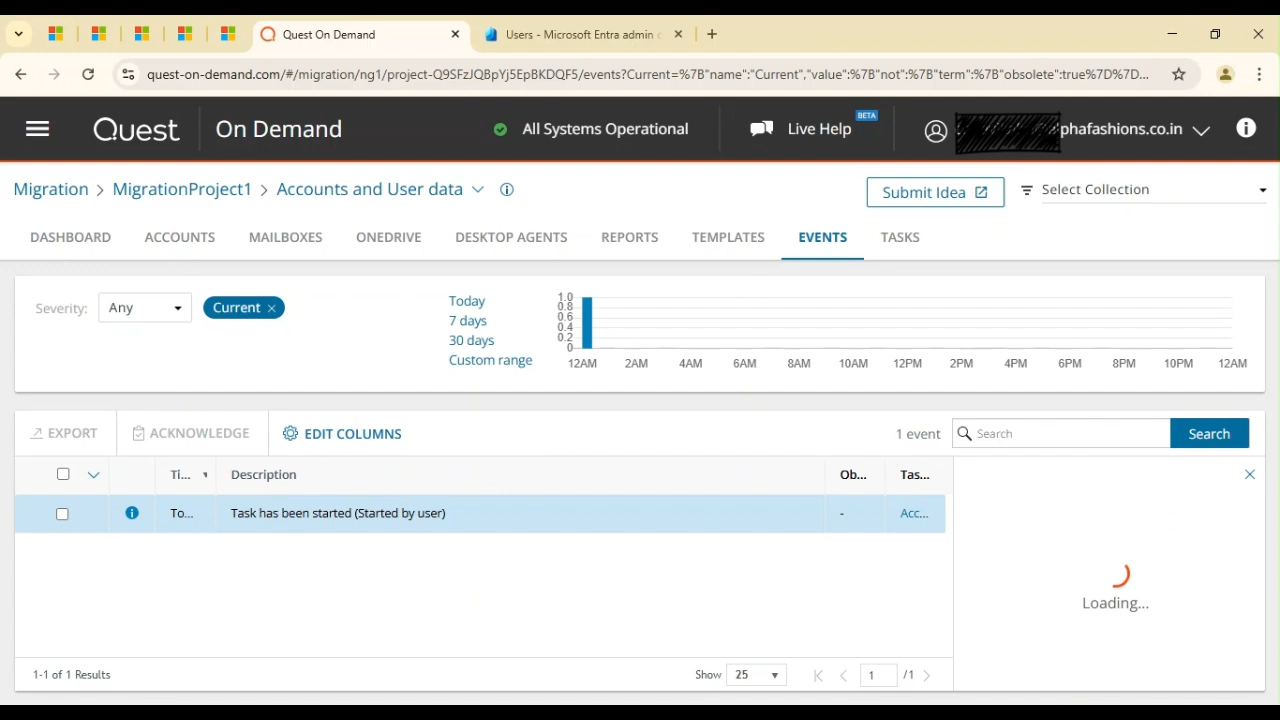 Quest On Demand
Users - Microsoft Entra admin c
quest-on-demand.com/#/migration/ng1/project-Q9SFzJQBpYj5EpBKDQF5/events?Current=%7B"name":"Current","value":%7B"not":%7B"term":%7B"obsolete":true%7D%7D...
Quest On Demand All Systems Operational Live Help BETA phafashions.co.in
Migration > MigrationProject1 > Accounts and User data Submit Idea Select Collection
DASHBOARD ACCOUNTS MAILBOXES ONEDRIVE DESKTOP AGENTS REPORTS TEMPLATES EVENTS TASKS
Severity: Any Current
Today
7 days
30 days
Custom range
1.0
0.8
0.6
0.4
0.2
0
12AM 2AM 4AM 6AM 8AM 10AM 12PM 2PM 4PM 6PM 8PM 10PM 12AM
EXPORT ACKNOWLEDGE EDIT COLUMNS 1 event Search Search
Ti... Description Ob... Tas...
To... Task has been started (Started by user) - Acc...
Loading...
1-1 of 1 Results Show 25 1 /1